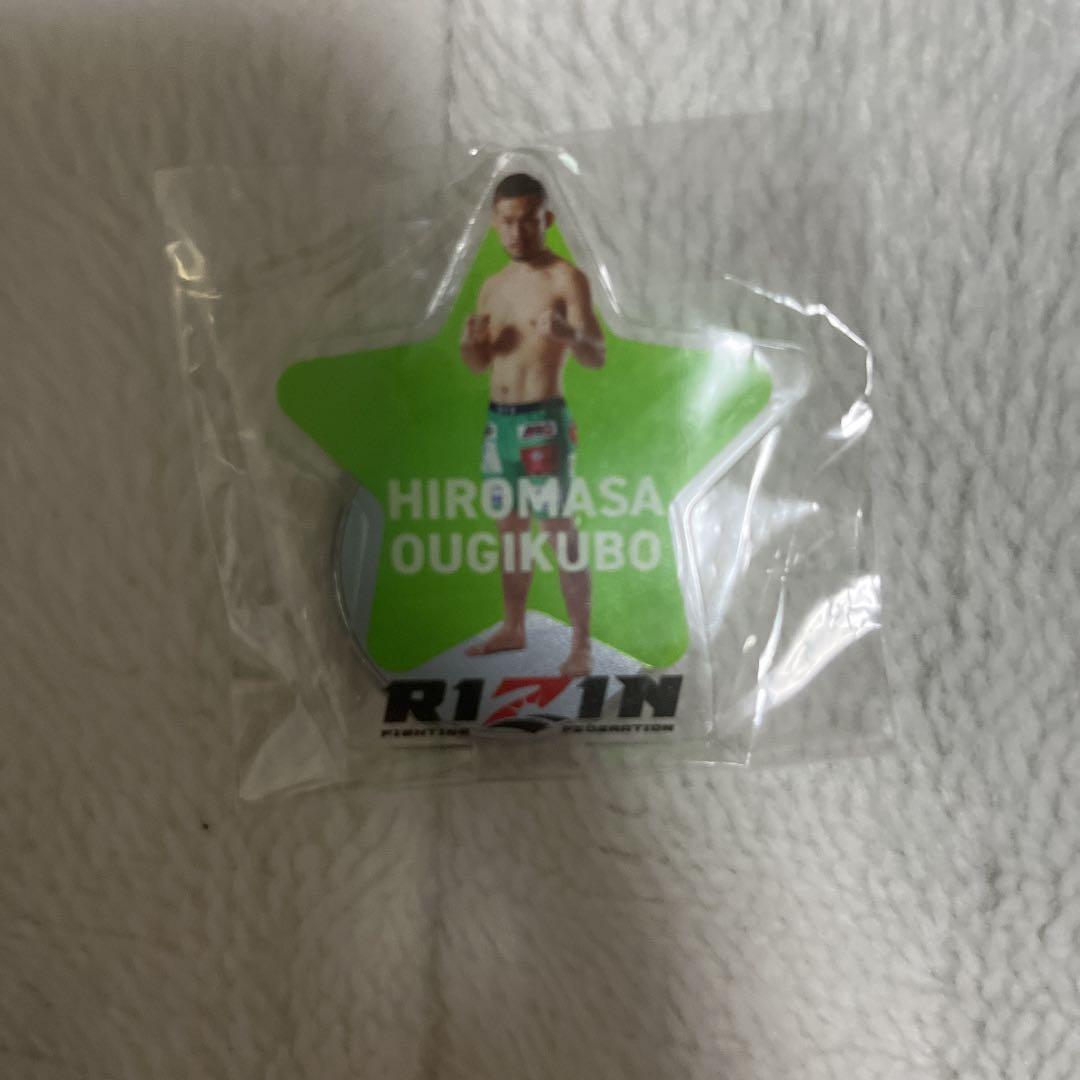 HIROMASA
OUGIKUBO
RIZIN
FIGHTING FEDERATION